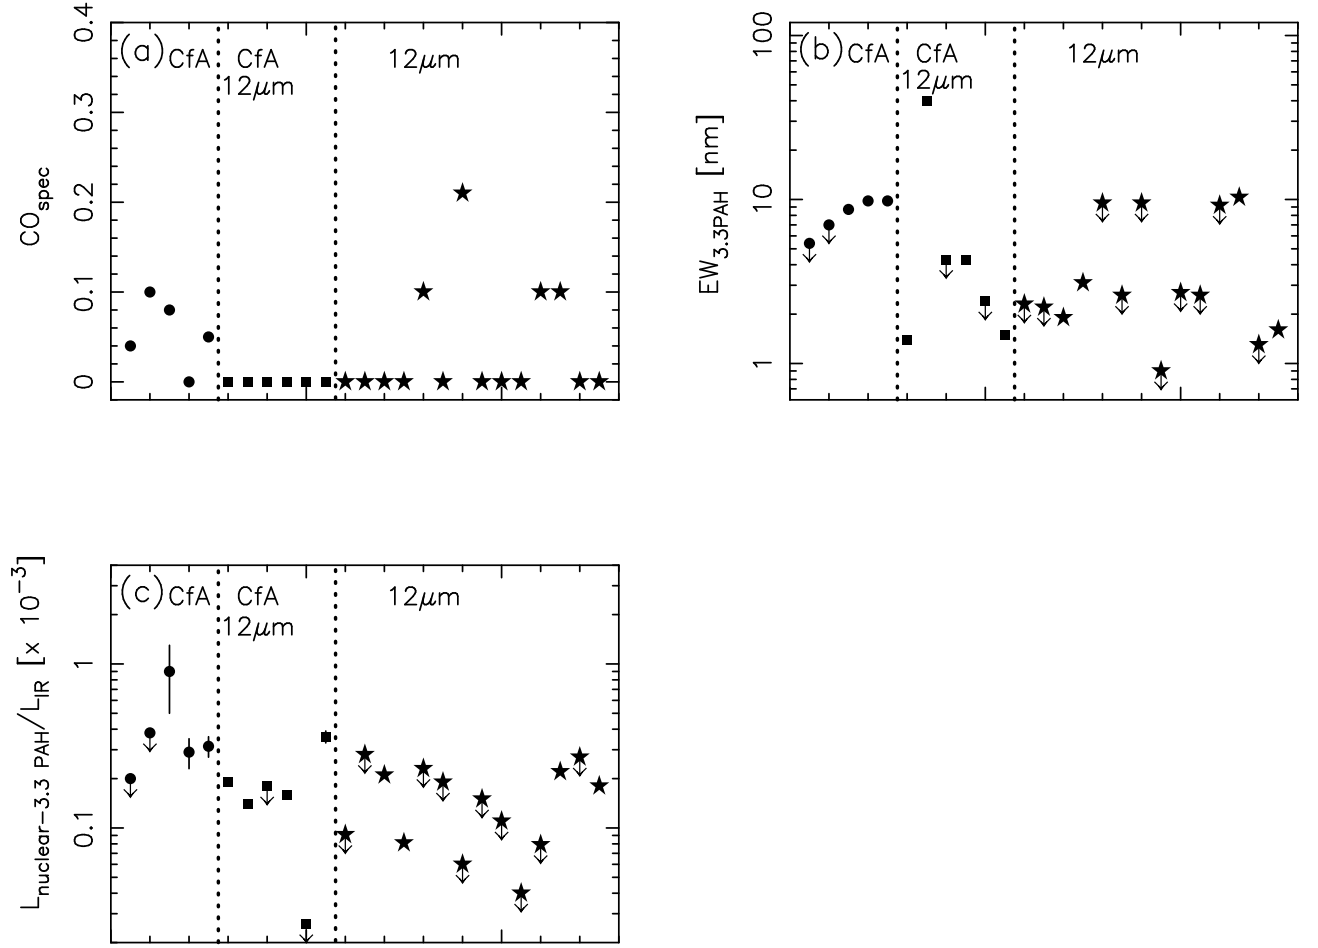 (a) CfA
CfA
12μm
12μm
0.4
0.3
0.2
0.1
0
CO_spec
(b) CfA
CfA
12μm
12μm
100
10
1
EW_3.3PAH [nm]
(c) CfA
CfA
12μm
12μm
1
0.1
L_nuclear−3.3 PAH/L_IR [x 10^−3]